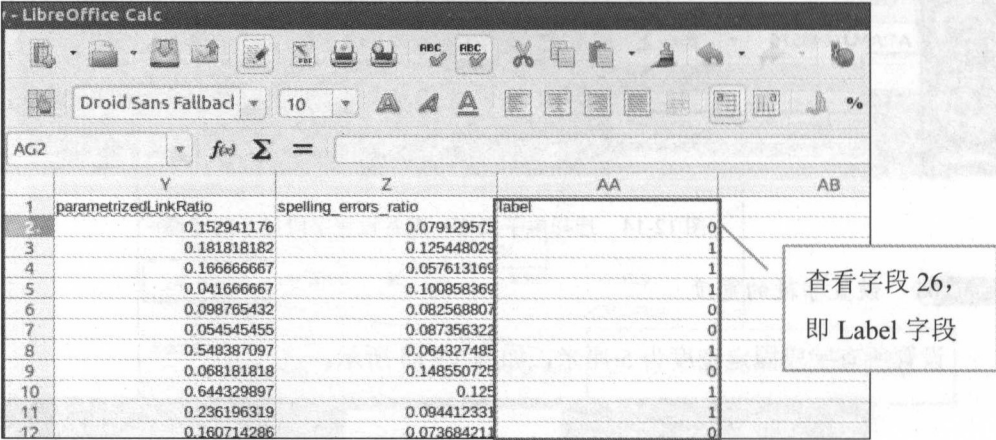 - LibreOffice Calc
PDF ABC ABC
Droid Sans Fallbacl 10 A A A a a %
AG2 f(x) Σ =
Y Z AA AB
1 parametrizedLinkRatio spelling_errors_ratio label
2 0.152941176 0.079129575 0
3 0.181818182 0.125448029 1
4 0.166666667 0.057613169 1
5 0.041666667 0.100858369 1
6 0.098765432 0.082568807 0
7 0.054545455 0.087356322 0
8 0.548387097 0.064327485 1
9 0.068181818 0.148550725 0
10 0.644329897 0.125 1
11 0.236196319 0.094412331 1
12 0.160714286 0.073684211 0
查看字段 26，
即 Label 字段